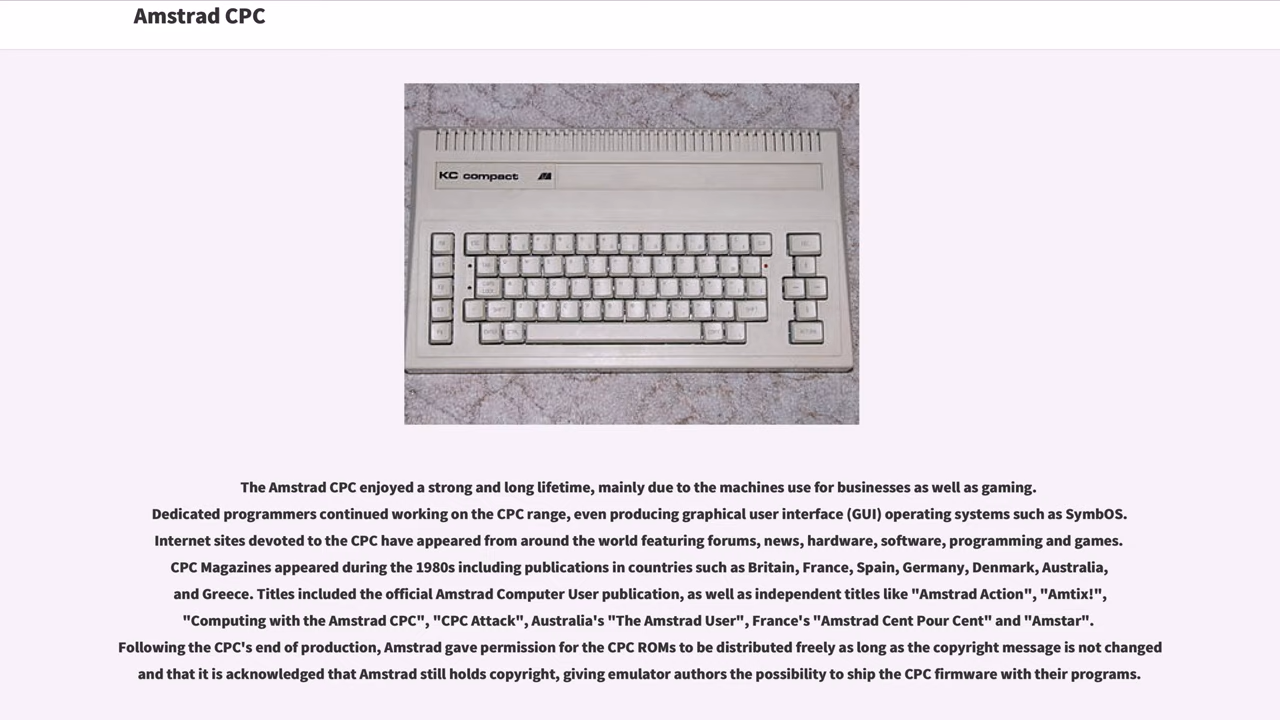 Amstrad CPC
KC compact
The Amstrad CPC enjoyed a strong and long lifetime, mainly due to the machines use for businesses as well as gaming.
Dedicated programmers continued working on the CPC range, even producing graphical user interface (GUI) operating systems such as SymbOS.
Internet sites devoted to the CPC have appeared from around the world featuring forums, news, hardware, software, programming and games.
CPC Magazines appeared during the 1980s including publications in countries such as Britain, France, Spain, Germany, Denmark, Australia,
and Greece. Titles included the official Amstrad Computer User publication, as well as independent titles like "Amstrad Action", "Amtix!",
"Computing with the Amstrad CPC", "CPC Attack", Australia's "The Amstrad User", France's "Amstrad Cent Pour Cent" and "Amstar".
Following the CPC's end of production, Amstrad gave permission for the CPC ROMs to be distributed freely as long as the copyright message is not changed
and that it is acknowledged that Amstrad still holds copyright, giving emulator authors the possibility to ship the CPC firmware with their programs.